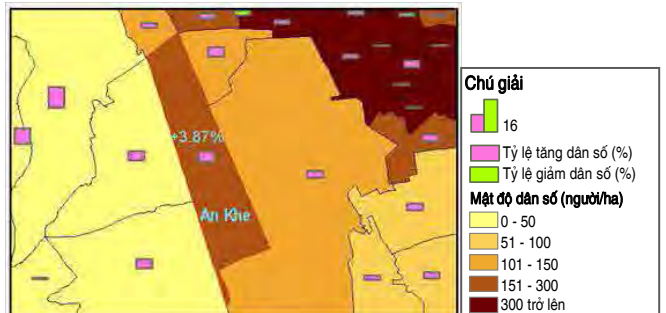 +3.87%
An Khe
Chú giải
16
Tỷ lệ tăng dân số (%)
Tỷ lệ giảm dân số (%)
Mật độ dân số (người/ha)
0 - 50
51 - 100
101 - 150
151 - 300
300 trở lên